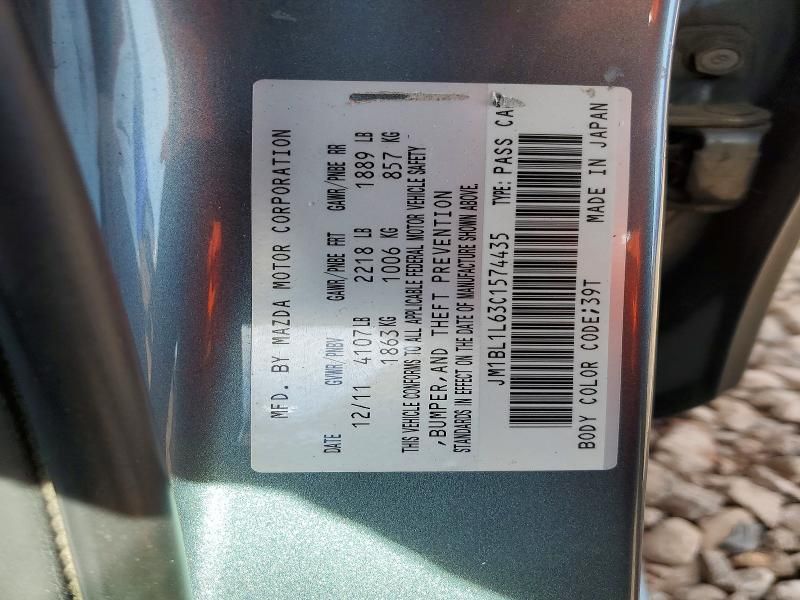 MFD. BY MAZDA MOTOR CORPORATION
DATE GVWR/PNBV GAWR/PNBE FRT GAWR/PNBE RR
12/11 4107LB 2218 LB 1889 LB
1863KG 1006 KG 857 KG
THIS VEHICLE CONFORMS TO ALL APPLICABLE FEDERAL MOTOR VEHICLE SAFETY
,BUMPER,AND THEFT PREVENTION
STANDARDS IN EFFECT ON THE DATE OF MANUFACTURE SHOWN ABOVE.
JM1BL1L63C1574435 TYPE: PASS CAR
BODY COLOR CODE;39T MADE IN JAPAN